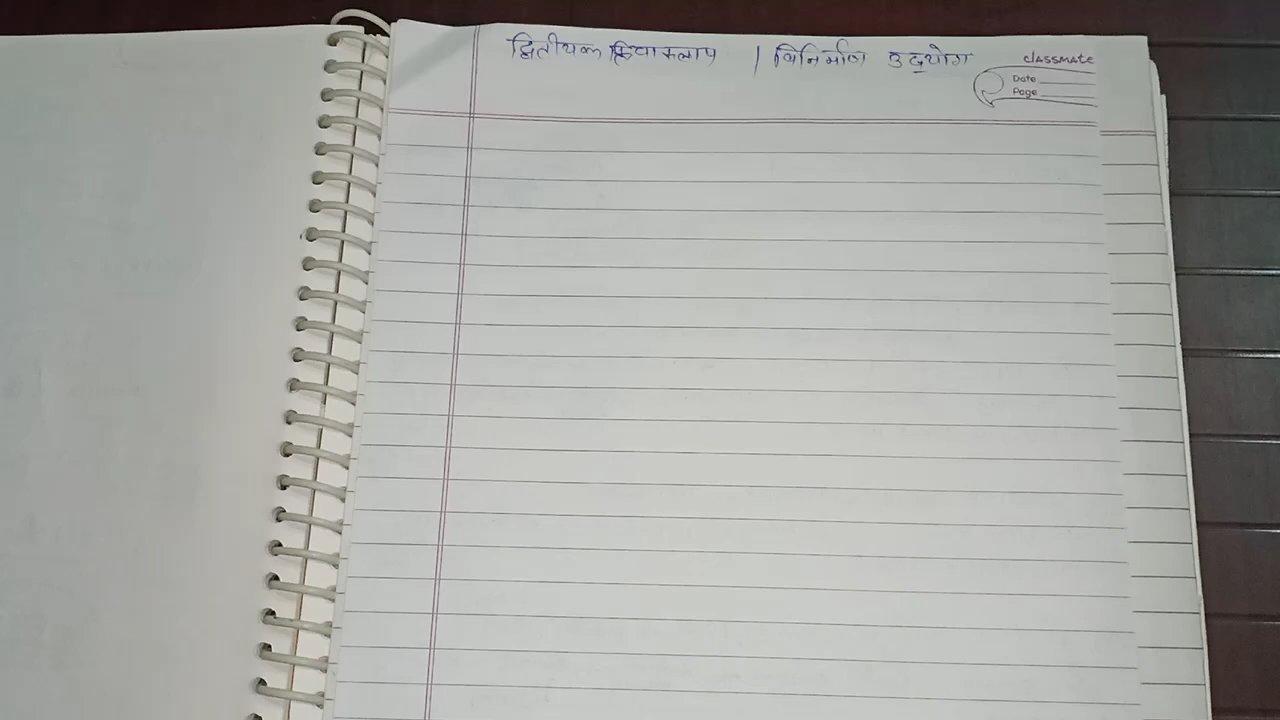 द्वितीयक क्रियाकलाप / विनिर्माण उद्योग
classmate
Date
Page